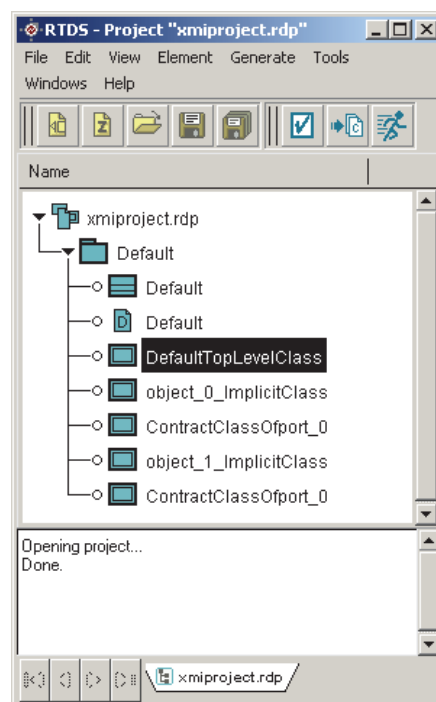 RTDS - Project "xmiproject.rdp"
File Edit View Element Generate Tools
Windows Help
Name
xmiproject.rdp
Default
Default
D Default
DefaultTopLevelClass
object_0_ImplicitClass
ContractClassOfport_0
object_1_ImplicitClass
ContractClassOfport_0
Opening project...
Done.
xmiproject.rdp